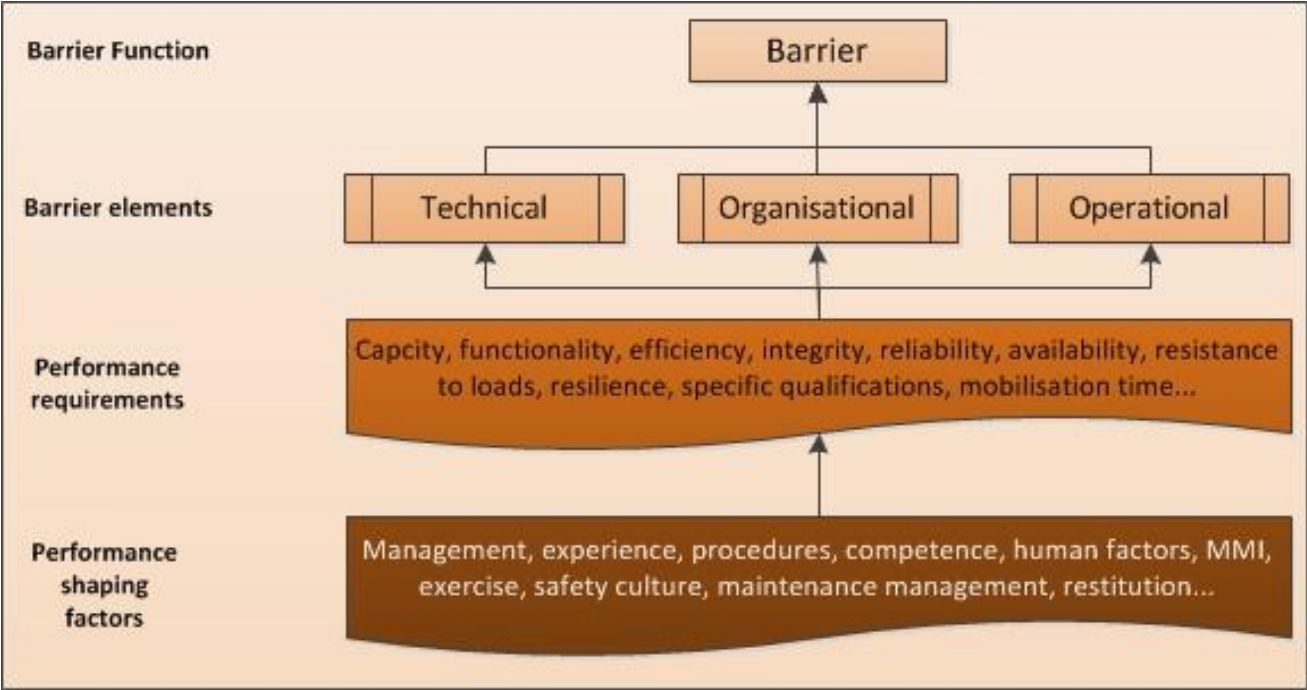 Barrier Function
Barrier
Barrier elements
Technical
Organisational
Operational
Performance
requirements
Capcity, functionality, efficiency, integrity, reliability, availability, resistance
to loads, resilience, specific qualifications, mobilisation time...
Performance
shaping
factors
Management, experience, procedures, competence, human factors, MMI,
exercise, safety culture, maintenance management, restitution...